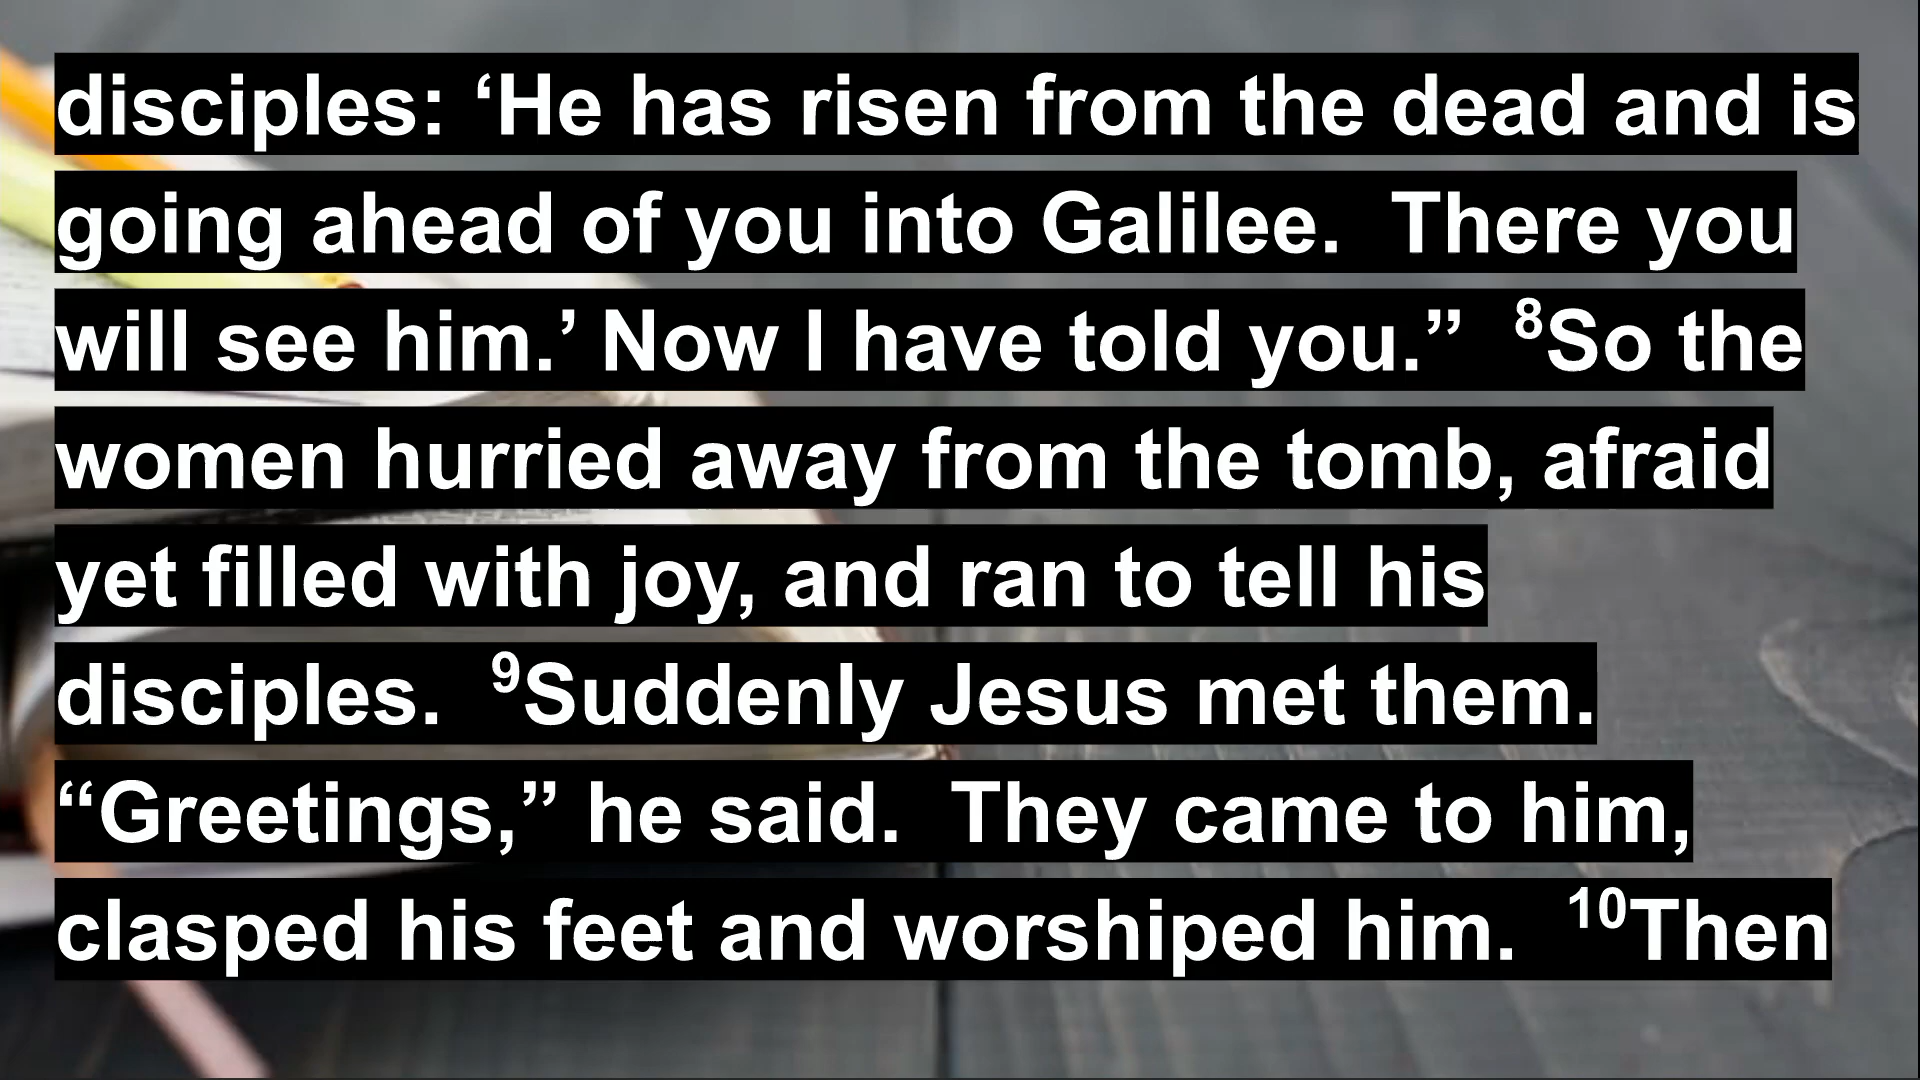 disciples: ‘He has risen from the dead and is
going ahead of you into Galilee.  There you
will see him.’ Now I have told you.”  ⁸So the
women hurried away from the tomb, afraid
yet filled with joy, and ran to tell his
disciples.  ⁹Suddenly Jesus met them.
“Greetings,” he said.  They came to him,
clasped his feet and worshiped him.  ¹⁰Then